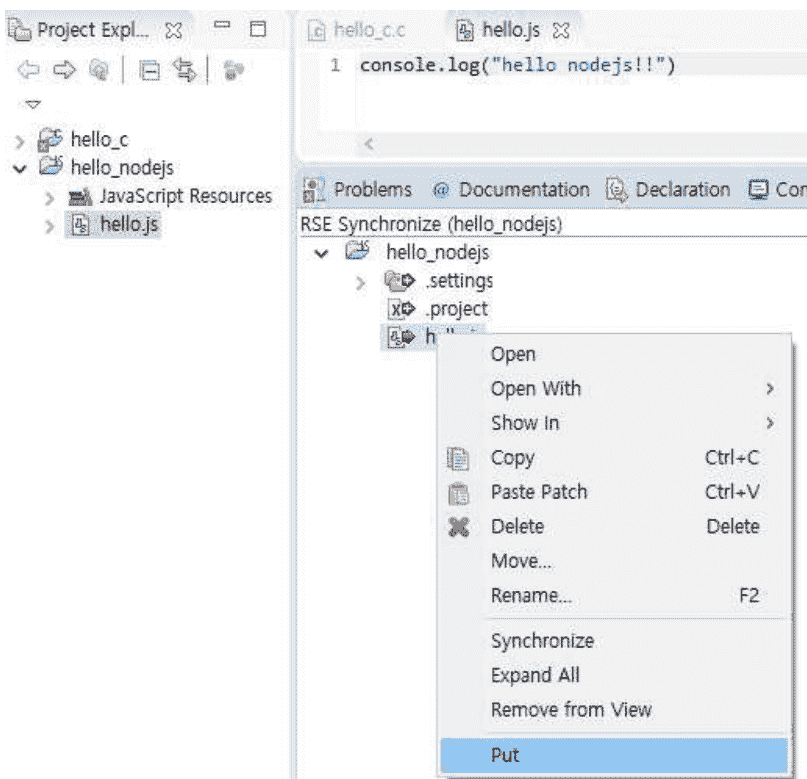 Project Expl...
hello_c.c
hello.js
1 console.log("hello nodejs!!")
hello_c
hello_nodejs
JavaScript Resources
hello.js
Problems @ Documentation Declaration
RSE Synchronize (hello_nodejs)
hello_nodejs
.settings
.project
Open
Open With
Show In
Copy Ctrl+C
Paste Patch Ctrl+V
Delete Delete
Move...
Rename... F2
Synchronize
Expand All
Remove from View
Put